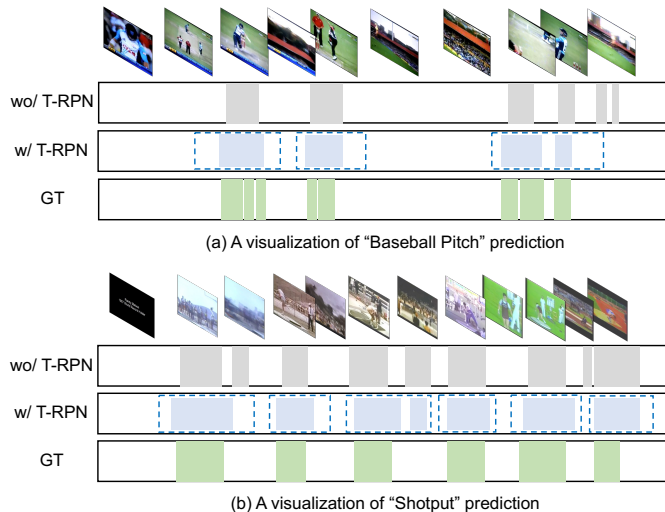 wo/ T-RPN
w/ T-RPN
GT
(a) A visualization of “Baseball Pitch” prediction
wo/ T-RPN
w/ T-RPN
GT
(b) A visualization of “Shotput” prediction